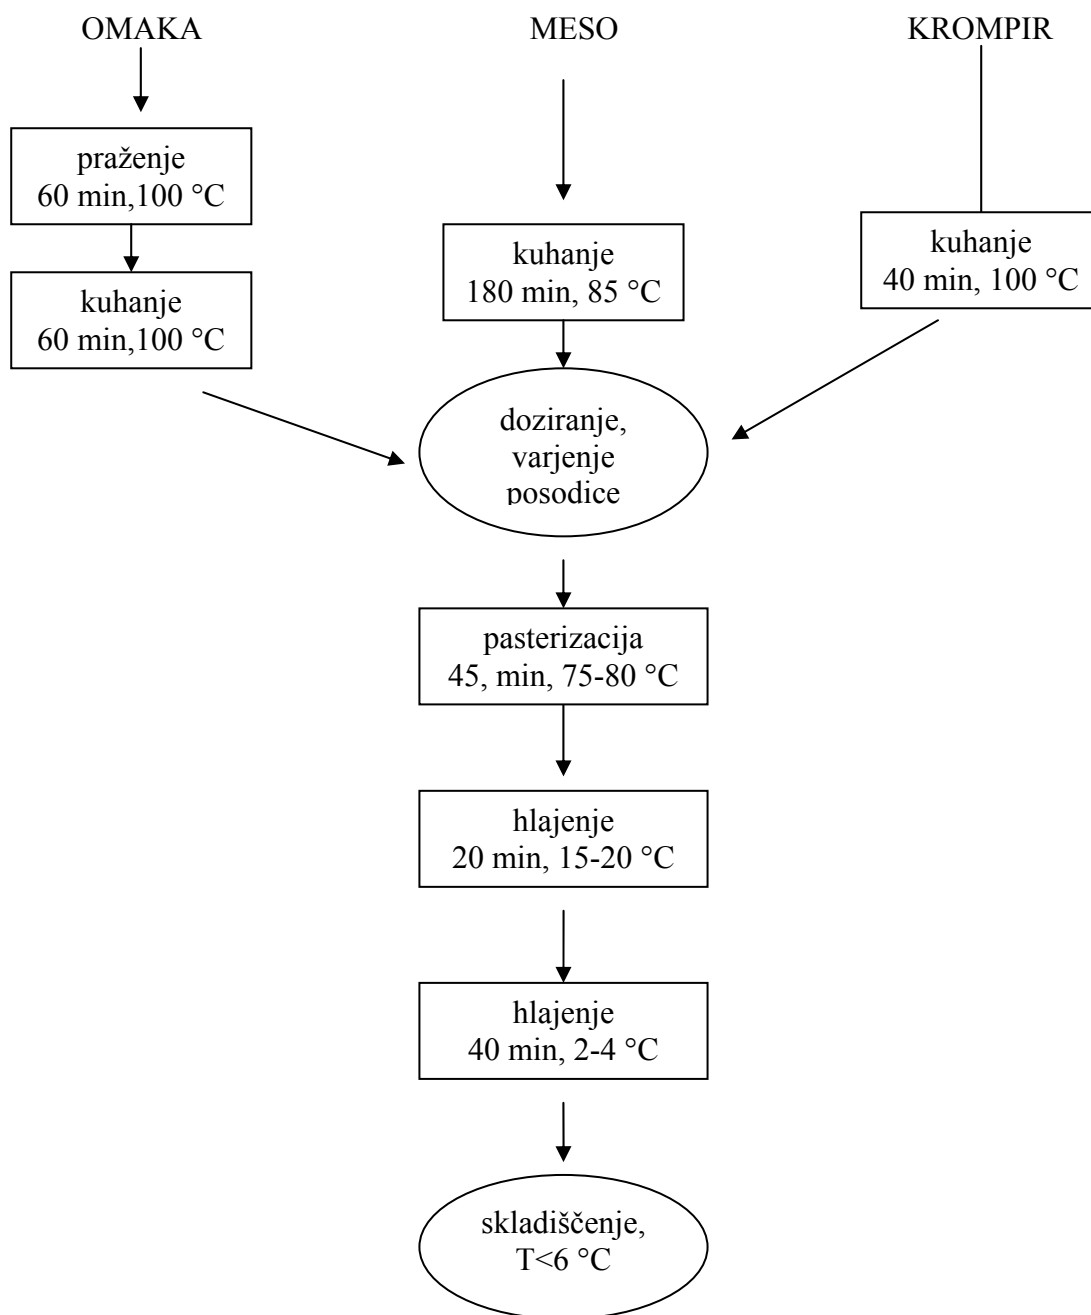 OMAKA
MESO
KROMPIR
praženje
60 min,100 °C
kuhanje
60 min,100 °C
kuhanje
180 min, 85 °C
kuhanje
40 min, 100 °C
doziranje,
varjenje
posodice
pasterizacija
45, min, 75-80 °C
hlajenje
20 min, 15-20 °C
hlajenje
40 min, 2-4 °C
skladiščenje,
T<6 °C